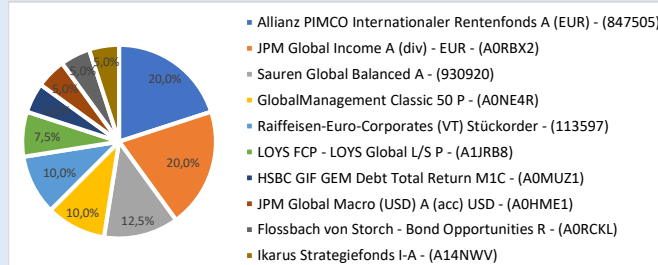 20,0%
20,0%
12,5%
10,0%
10,0%
7,5%
5,0%
5,0%
5,0%
Allianz PIMCO Internationaler Rentenfonds A (EUR) - (847505)
JPM Global Income A (div) - EUR - (A0RBX2)
Sauren Global Balanced A - (930920)
GlobalManagement Classic 50 P - (A0NE4R)
Raiffeisen-Euro-Corporates (VT) Stückorder - (113597)
LOYS FCP - LOYS Global L/S P - (A1JRB8)
HSBC GIF GEM Debt Total Return M1C - (A0MUZ1)
JPM Global Macro (USD) A (acc) USD - (A0HME1)
Flossbach von Storch - Bond Opportunities R - (A0RCKL)
Ikarus Strategiefonds I-A - (A14NWV)